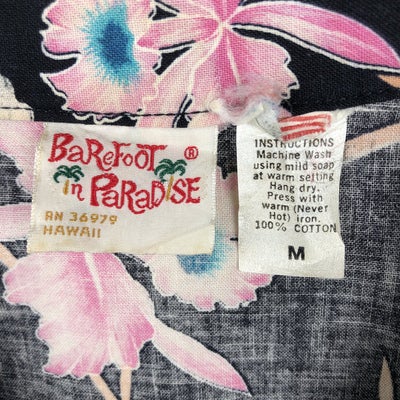 BAREFOOT ®
in PARADISE
RN 36979
HAWAII
INSTRUCTIONS
Machine Wash
using mild soap
at warm setting
Hang dry.
Press with
warm (Never
Hot) iron.
100% COTTON
M